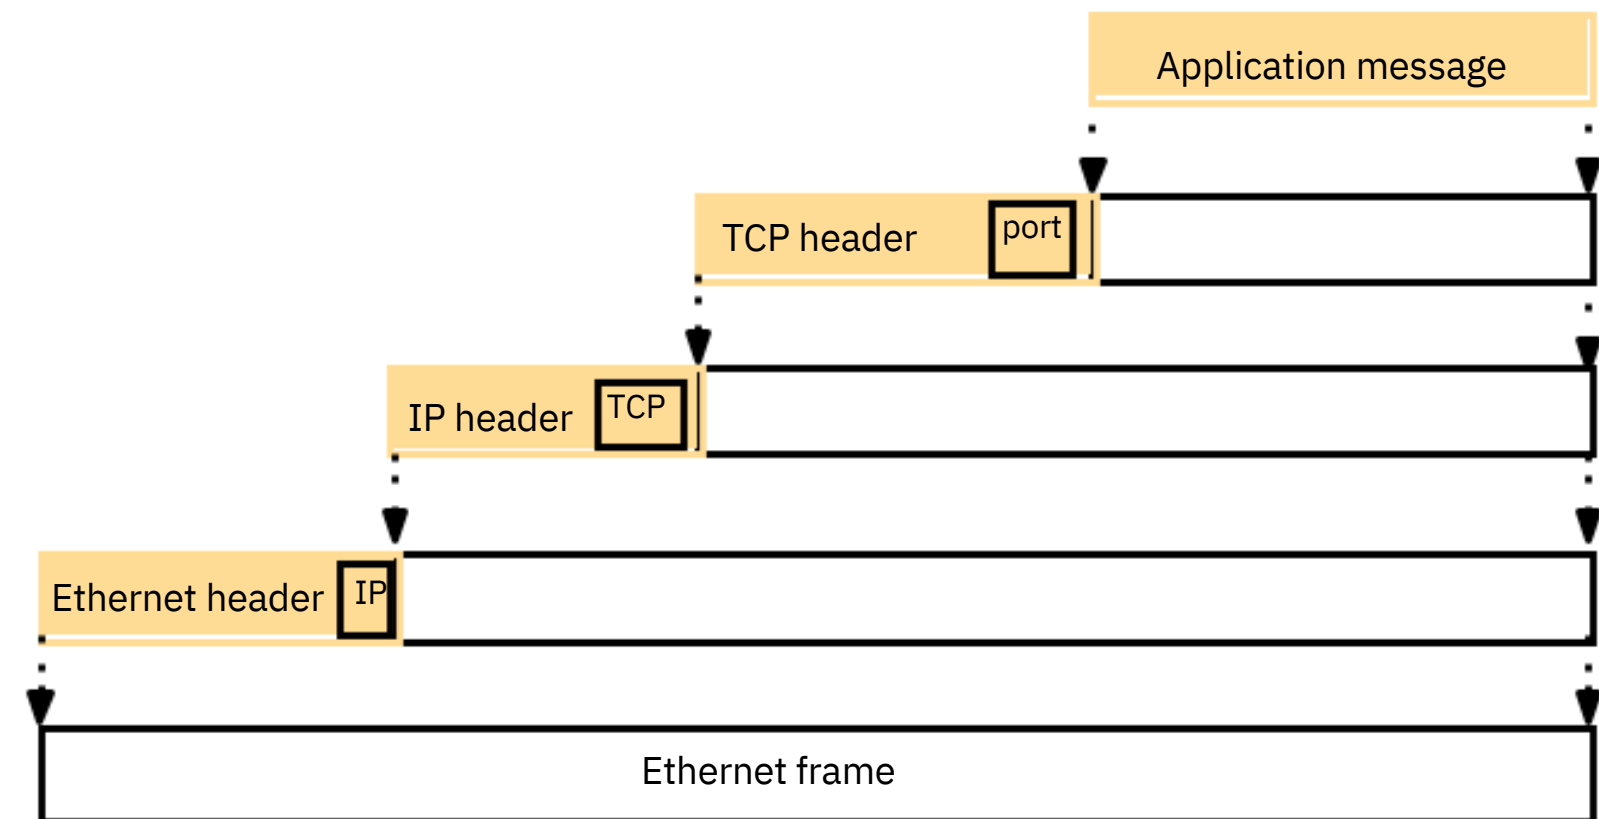 Application message
TCP header
port
IP header
TCP
Ethernet header
IP
Ethernet frame